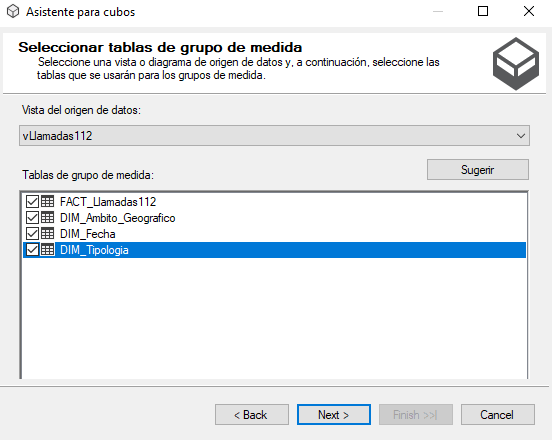 Asistente para cubos
Seleccionar tablas de grupo de medida
Seleccione una vista o diagrama de origen de datos y, a continuación, seleccione las
tablas que se usarán para los grupos de medida.
Vista del origen de datos:
vLlamadas112
Sugerir
Tablas de grupo de medida:
FACT_Llamadas112
DIM_Ambito_Geografico
DIM_Fecha
DIM_Tipologia
< Back
Next >
Finish >>|
Cancel